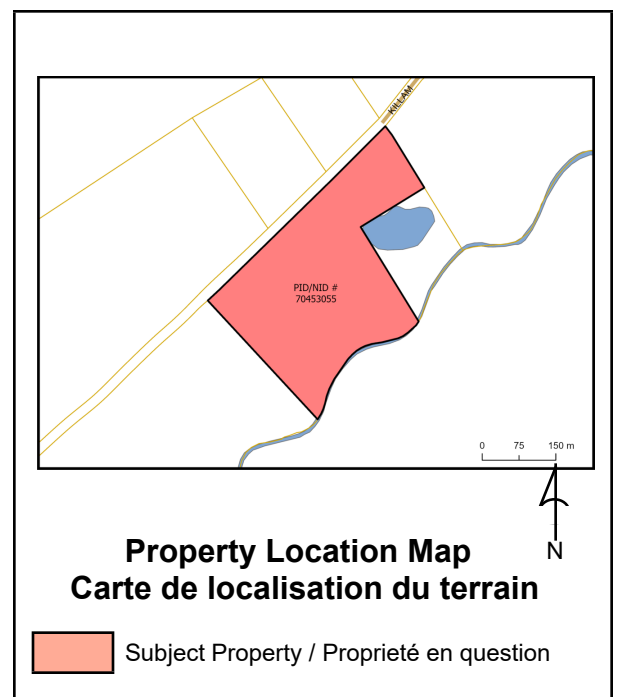 KILLAM
PID/NID #
70453055
0 75 150 m
N
Property Location Map
Carte de localisation du terrain
Subject Property / Proprieté en question